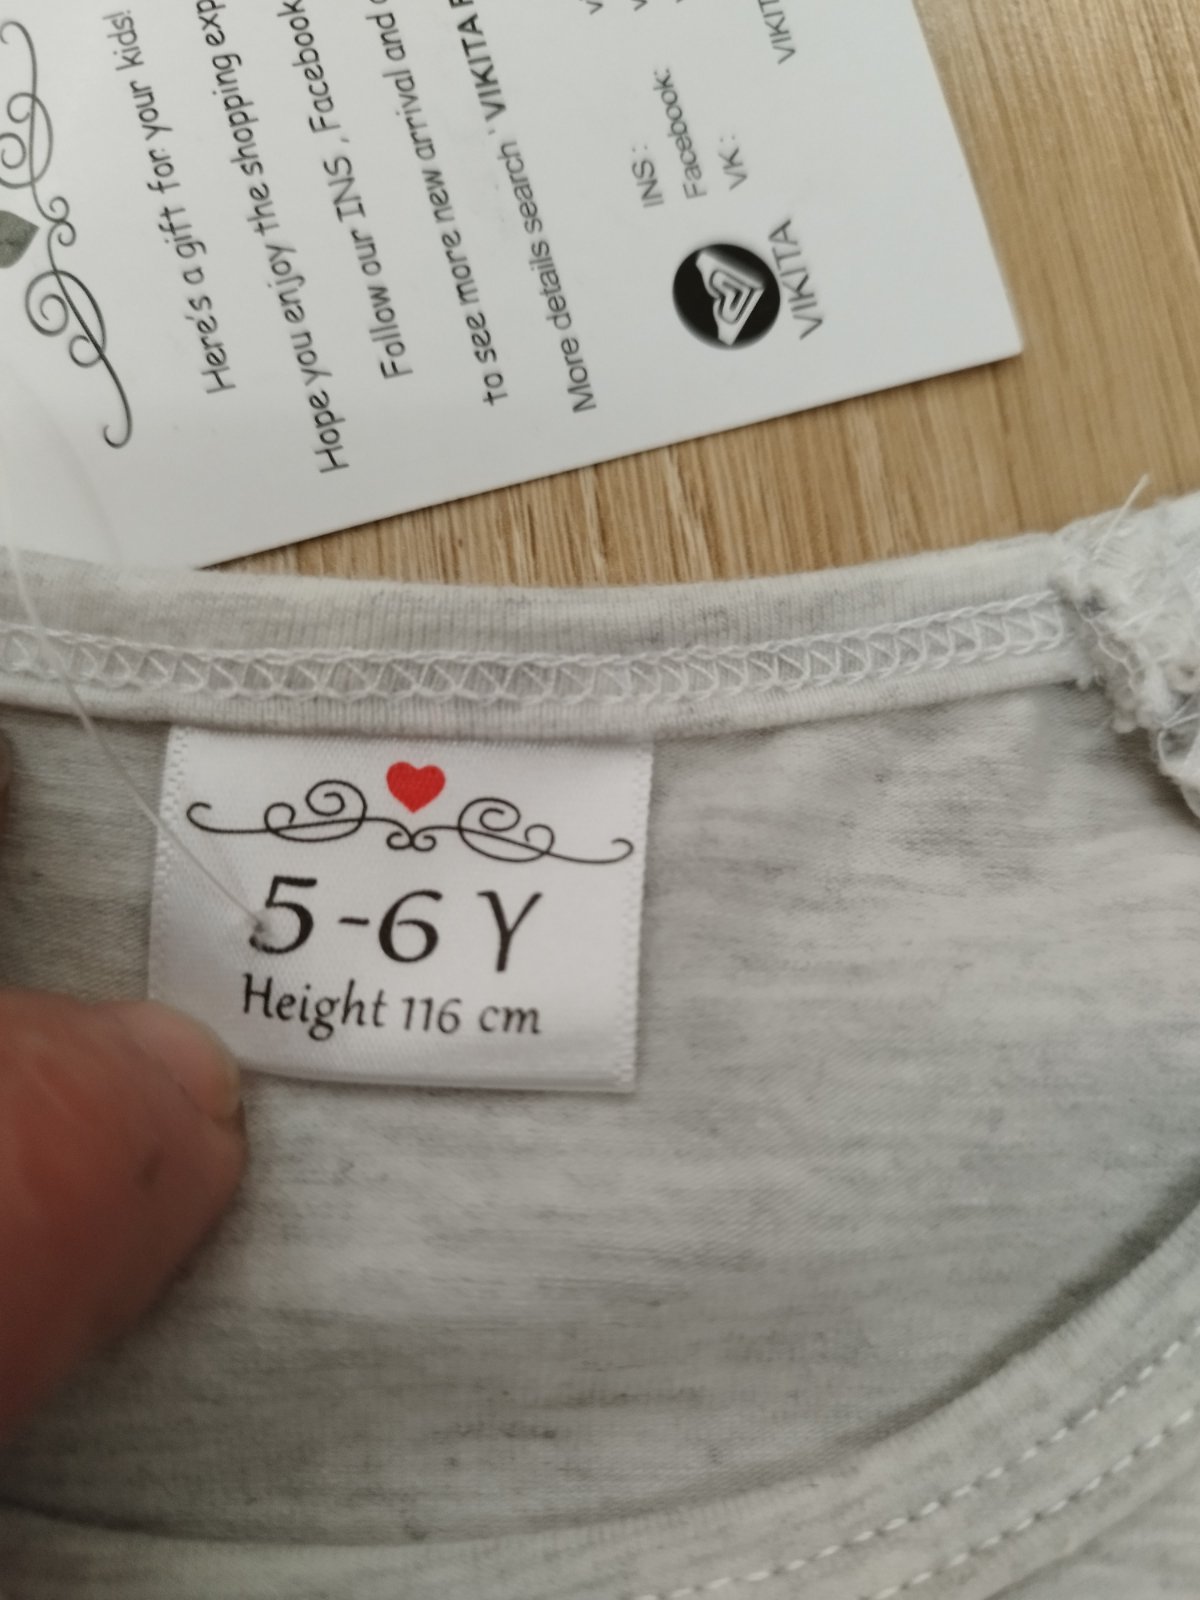 Here's a gift for your kids!
Hope you enjoy the shopping
Follow our INS , Facebook
to see more new arrival and
More details search ' VIKITA
INS :
Facebook:
VK :
VIKITA
5-6 Y
Height 116 cm